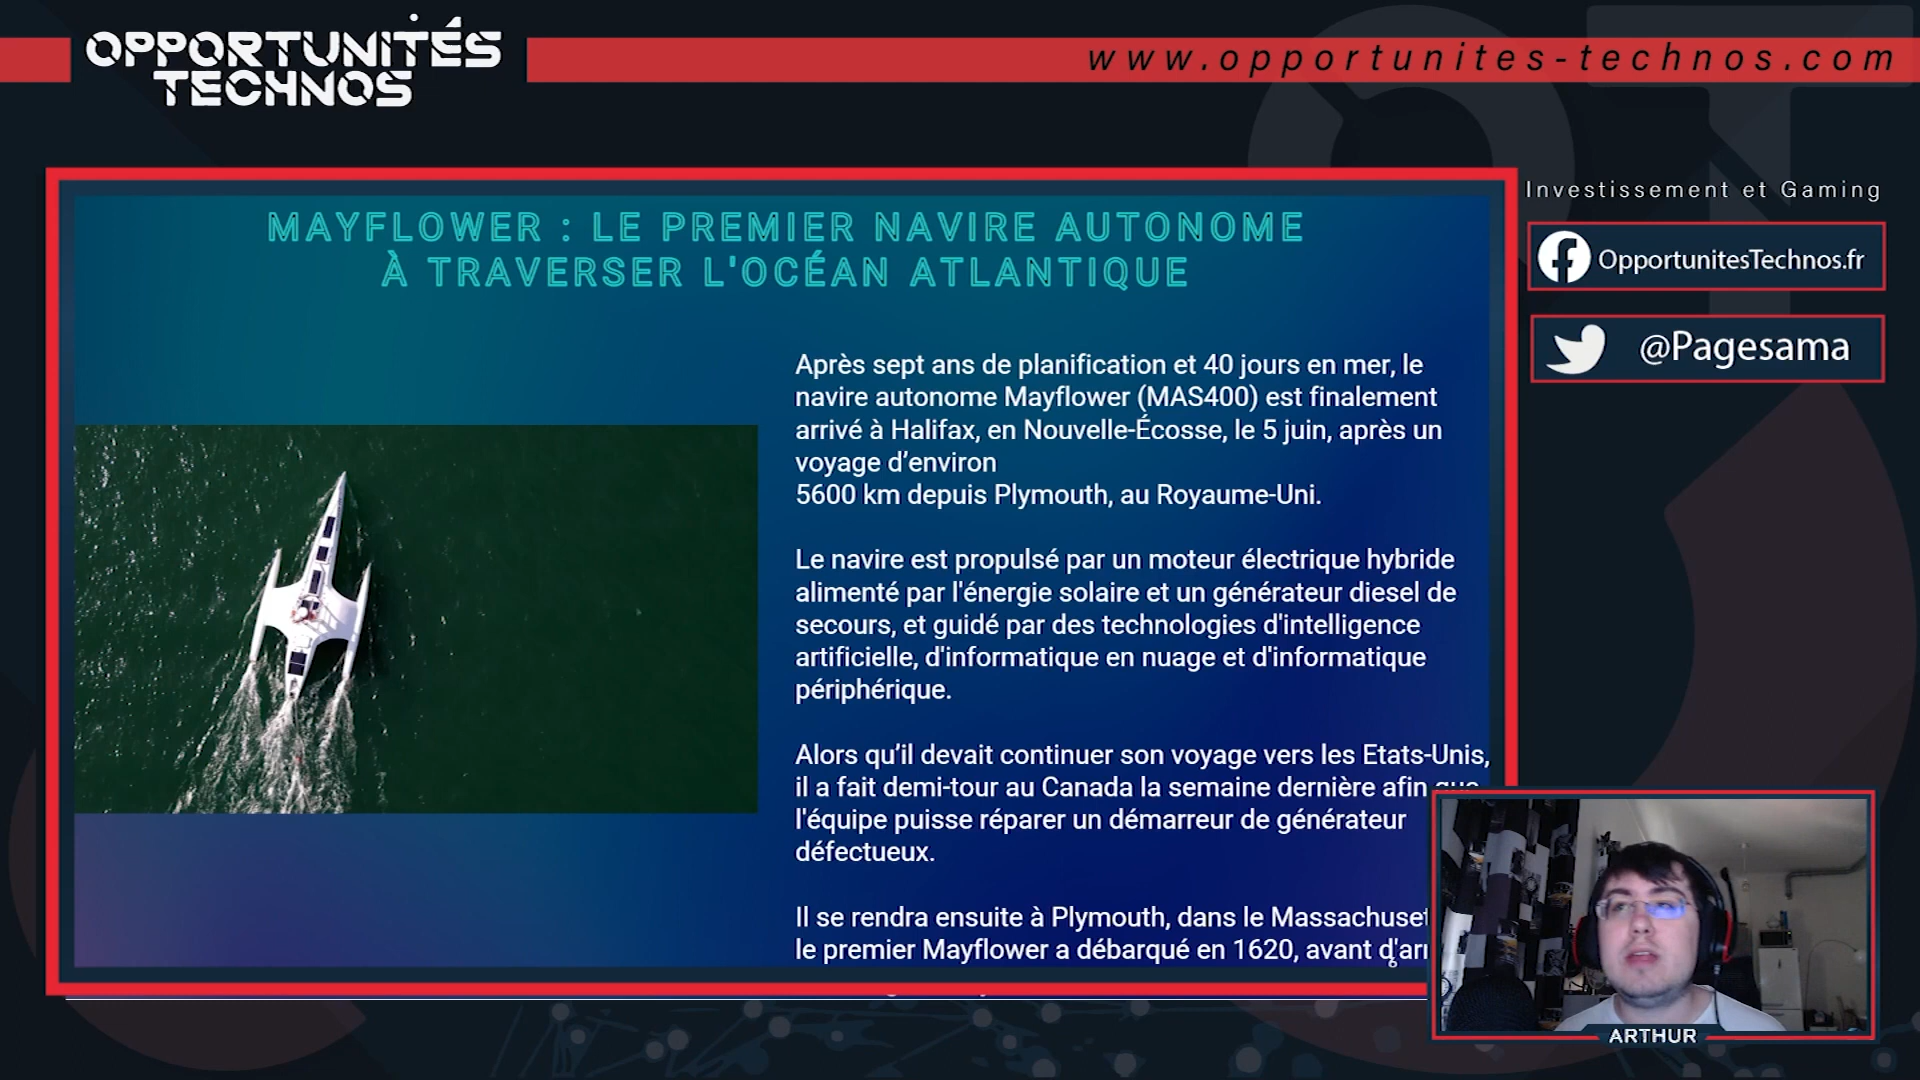 OPPORTUNITÉS
TECHNOS
www.opportunites-technos.com
Investissement et Gaming
OpportunitesTechnos.fr
@Pagesama
MAYFLOWER : LE PREMIER NAVIRE AUTONOME
À TRAVERSER L'OCÉAN ATLANTIQUE
Après sept ans de planification et 40 jours en mer, le
navire autonome Mayflower (MAS400) est finalement
arrivé à Halifax, en Nouvelle-Écosse, le 5 juin, après un
voyage d’environ
5600 km depuis Plymouth, au Royaume-Uni.
Le navire est propulsé par un moteur électrique hybride
alimenté par l'énergie solaire et un générateur diesel de
secours, et guidé par des technologies d'intelligence
artificielle, d'informatique en nuage et d'informatique
périphérique.
Alors qu’il devait continuer son voyage vers les Etats-Unis,
il a fait demi-tour au Canada la semaine dernière afin que
l'équipe puisse réparer un démarreur de générateur
défectueux.
Il se rendra ensuite à Plymouth, dans le
le premier Mayflower a débarqué en 1620, avant
ARTHUR